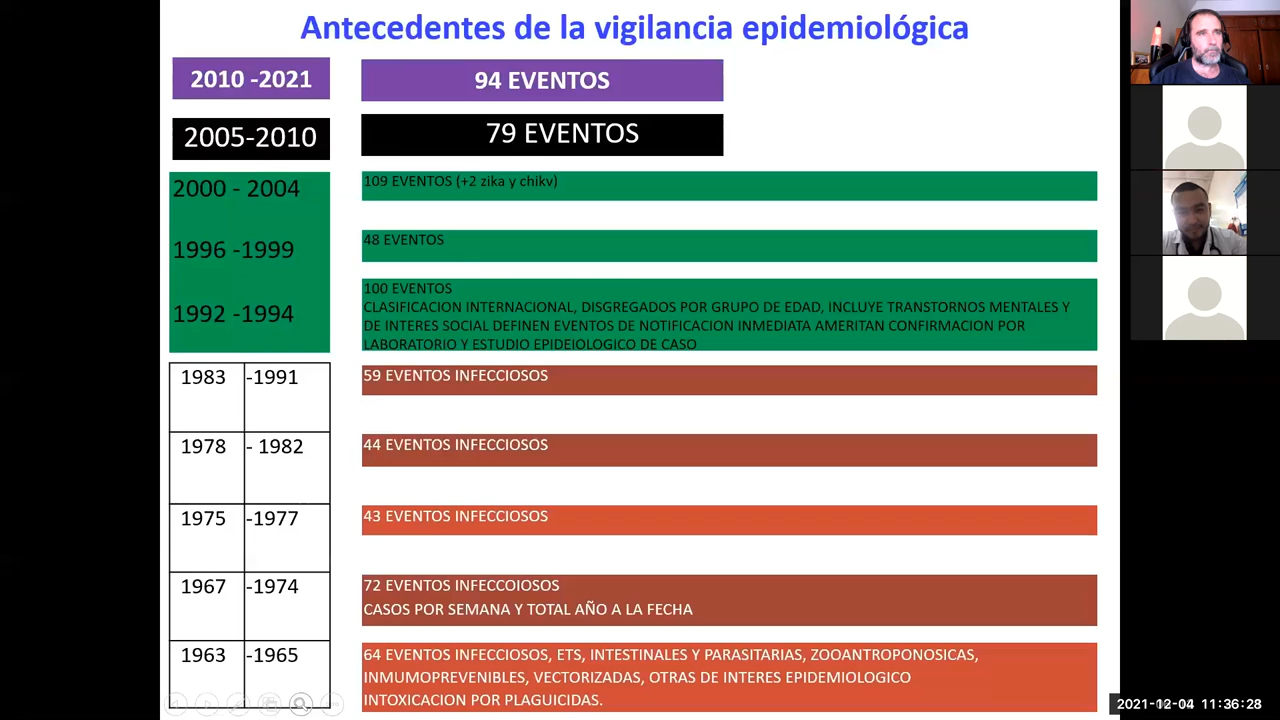 Antecedentes de la vigilancia epidemiológica
2010 -2021
94 EVENTOS
2005-2010
79 EVENTOS
2000 - 2004
109 EVENTOS (+2 zika y chikv)
1996 -1999
48 EVENTOS
1992 -1994
100 EVENTOS
CLASIFICACION INTERNACIONAL, DISGREGADOS POR GRUPO DE EDAD, INCLUYE TRANSTORNOS MENTALES Y
DE INTERES SOCIAL DEFINEN EVENTOS DE NOTIFICACION INMEDIATA AMERITAN CONFIRMACION POR
LABORATORIO Y ESTUDIO EPIDEIOLOGICO DE CASO
1983 -1991
59 EVENTOS INFECCIOSOS
1978 - 1982
44 EVENTOS INFECCIOSOS
1975 -1977
43 EVENTOS INFECCIOSOS
1967 -1974
72 EVENTOS INFECCOIOSOS
CASOS POR SEMANA Y TOTAL AÑO A LA FECHA
1963 -1965
64 EVENTOS INFECCIOSOS, ETS, INTESTINALES Y PARASITARIAS, ZOOANTROPONOSICAS,
INMUMOPREVENIBLES, VECTORIZADAS, OTRAS DE INTERES EPIDEMIOLOGICO
INTOXICACION POR PLAGUICIDAS.
2021-12-04 11:36:28